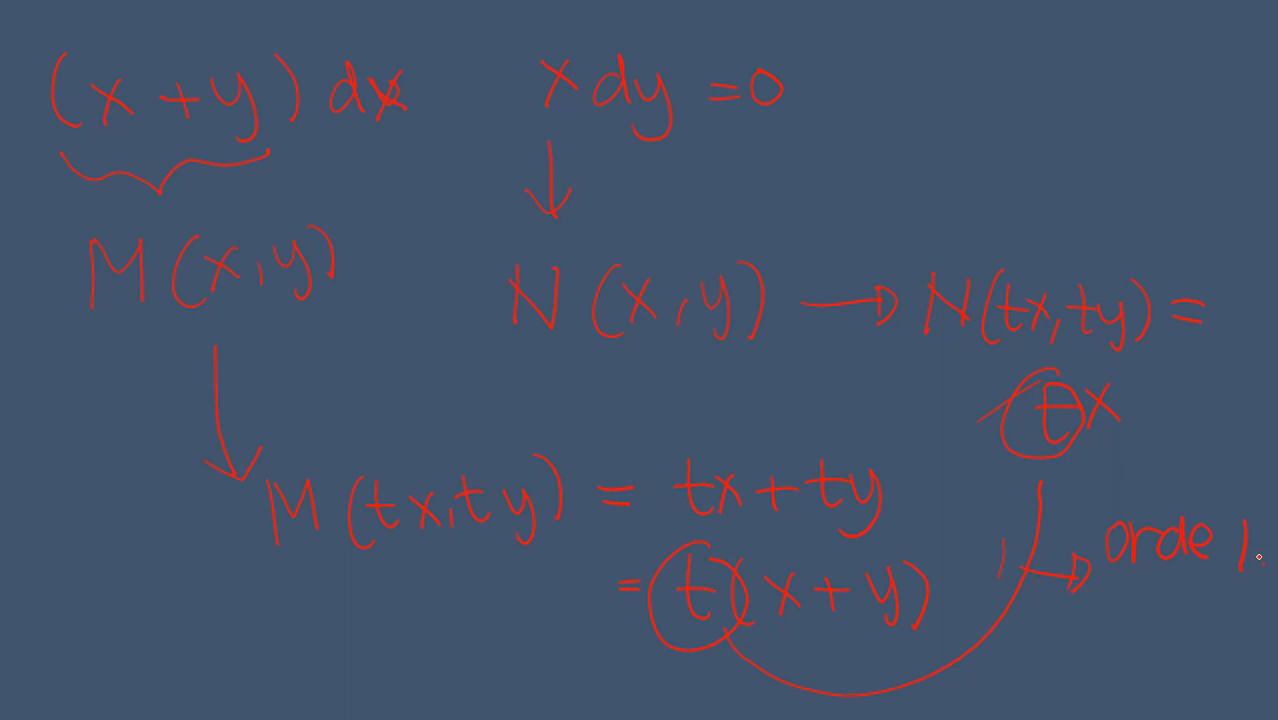 (x + y) dx x dy = 0
M(x,y)
N(x,y) → N(tx,ty) =
tx
M(tx,ty) = tx + ty
= t(x + y)
→ orde 1.